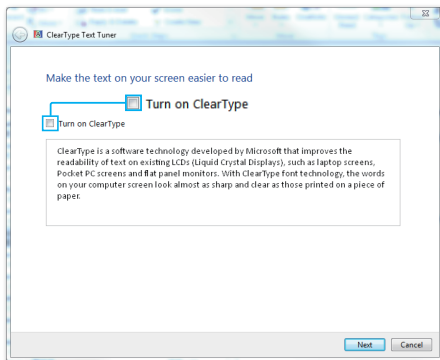 ClearType Text Tuner
Make the text on your screen easier to read
Turn on ClearType
Turn on ClearType
ClearType is a software technology developed by Microsoft that improves the
readability of text on existing LCDs (Liquid Crystal Displays), such as laptop screens,
Pocket PC screens and flat panel monitors. With ClearType font technology, the words
on your computer screen look almost as sharp and clear as those printed on a piece of
paper.
Next Cancel